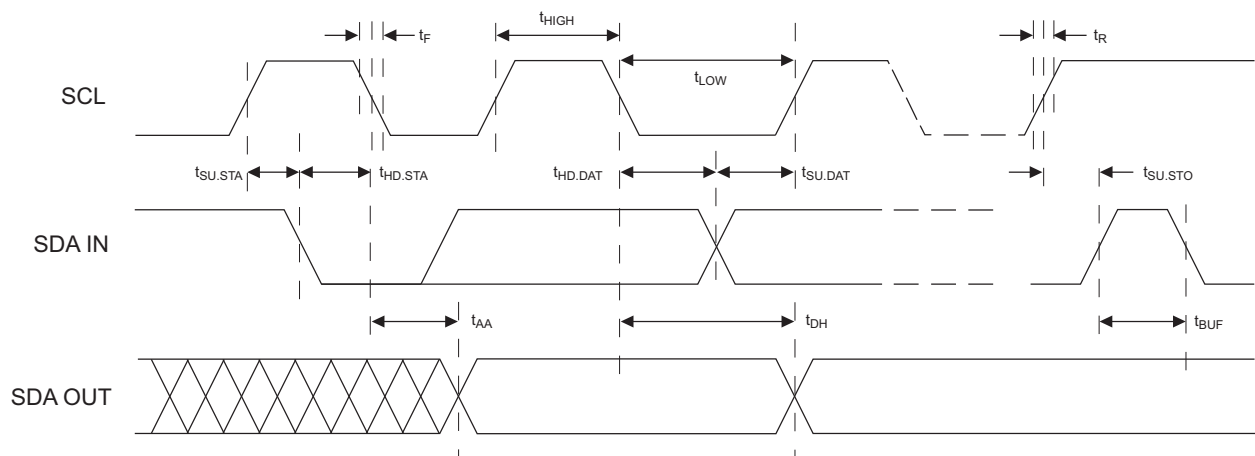 tF
tHIGH
tR
SCL
tLOW
tSU.STA
tHD.STA
tHD.DAT
tSU.DAT
tSU.STO
SDA IN
tAA
tDH
tBUF
SDA OUT